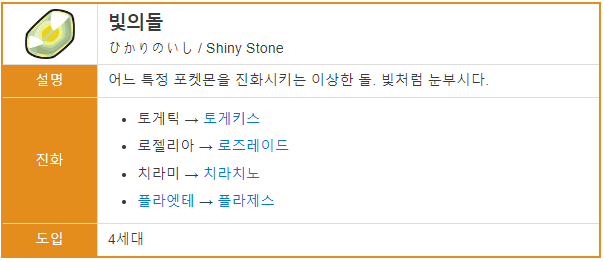 빛의돌
ひかりのいし / Shiny Stone
설명 어느 특정 포켓몬을 진화시키는 이상한 돌. 빛처럼 눈부시다.
진화
• 토게틱 → 토게키스
• 로젤리아 → 로즈레이드
• 치라미 → 치라치노
• 플라엣테 → 플라제스
도입 4세대